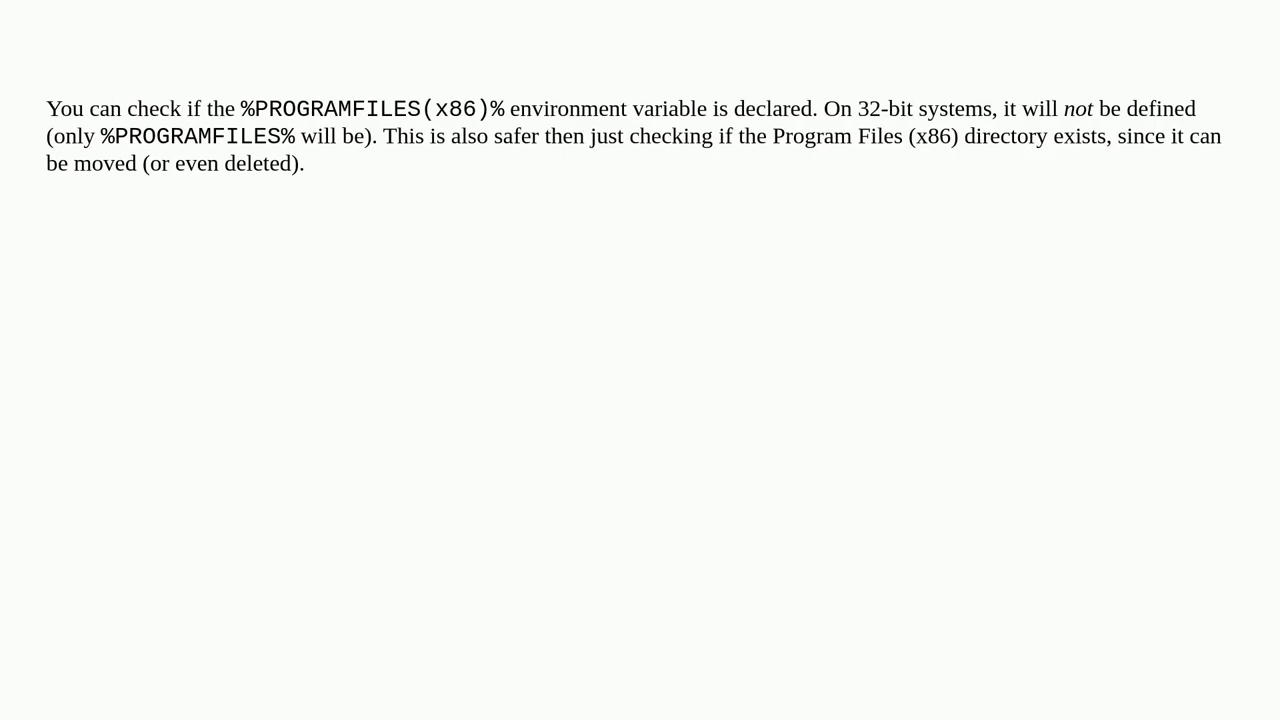 You can check if the %PROGRAMFILES(x86)% environment variable is declared. On 32-bit systems, it will not be defined
(only %PROGRAMFILES% will be). This is also safer then just checking if the Program Files (x86) directory exists, since it can
be moved (or even deleted).